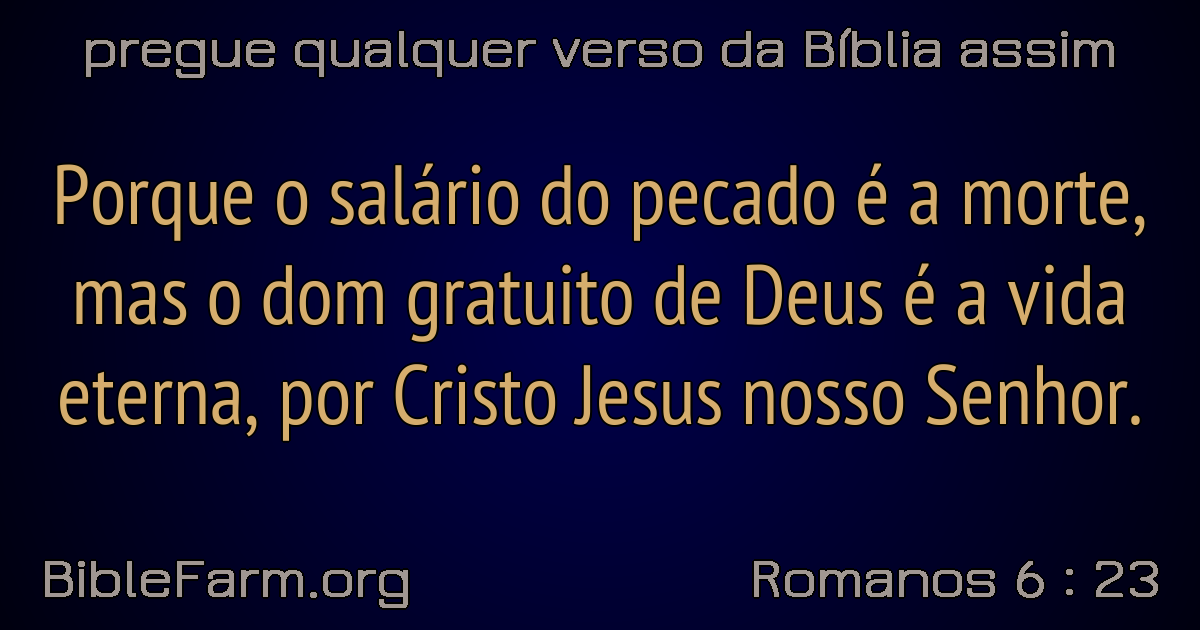 pregue qualquer verso da Bíblia assim
Porque o salário do pecado é a morte,
mas o dom gratuito de Deus é a vida
eterna, por Cristo Jesus nosso Senhor.
BibleFarm.org
Romanos 6 : 23